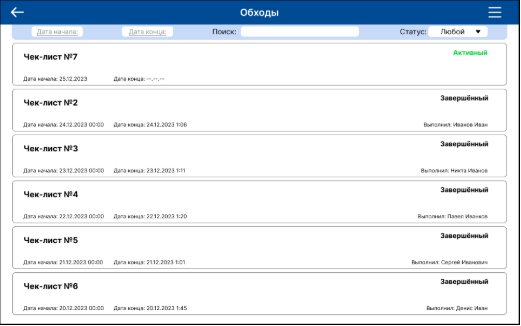 Обходы
Дата начала: Дата конца: Поиск: Статус: Любой
Чек-лист №7 Активный
Дата начала: 25.12.2023 Дата конца: --.--.--
Чек-лист №2 Завершённый
Дата начала: 24.12.2023 00:00 Дата конца: 24.12.2023 1:08 Выполнил: Иванов Иван
Чек-лист №3 Завершённый
Дата начала: 23.12.2023 00:00 Дата конца: 23.12.2023 1:11 Выполнил: Никта Иванов
Чек-лист №4 Завершённый
Дата начала: 22.12.2023 00:00 Дата конца: 22.12.2023 1:20 Выполнил: Павел Иванков
Чек-лист №5 Завершённый
Дата начала: 21.12.2023 00:00 Дата конца: 21.12.2023 1:01 Выполнил: Сергей Иванович
Чек-лист №6 Завершённый
Дата начала: 20.12.2023 00:00 Дата конца: 20.12.2023 1:45 Выполнил: Денис Иван